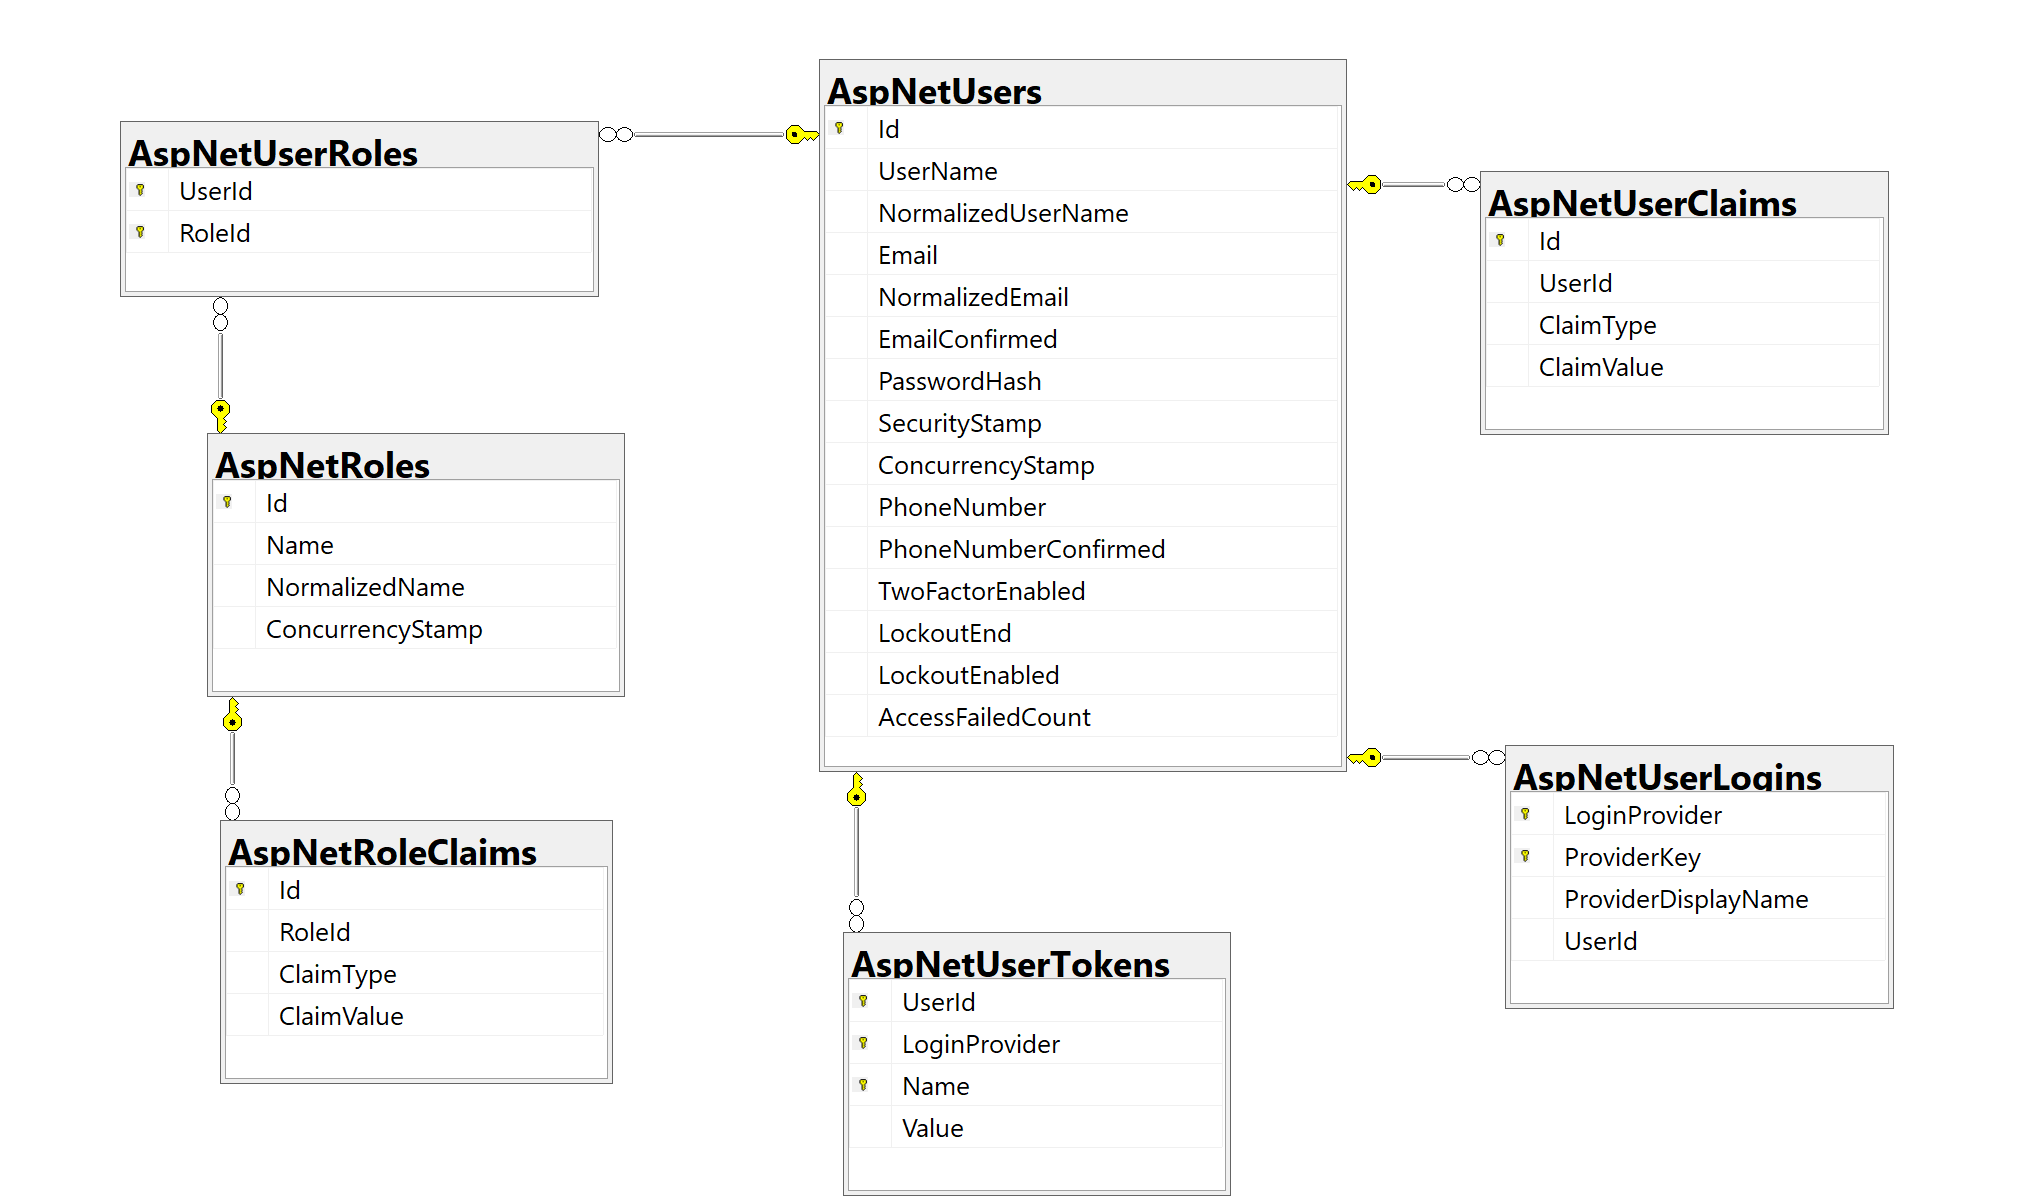 AspNetUserRoles
UserId
RoleId
AspNetRoles
Id
Name
NormalizedName
ConcurrencyStamp
AspNetRoleClaims
Id
RoleId
ClaimType
ClaimValue
AspNetUsers
Id
UserName
NormalizedUserName
Email
NormalizedEmail
EmailConfirmed
PasswordHash
SecurityStamp
ConcurrencyStamp
PhoneNumber
PhoneNumberConfirmed
TwoFactorEnabled
LockoutEnd
LockoutEnabled
AccessFailedCount
AspNetUserTokens
UserId
LoginProvider
Name
Value
AspNetUserClaims
Id
UserId
ClaimType
ClaimValue
AspNetUserLogins
LoginProvider
ProviderKey
ProviderDisplayName
UserId